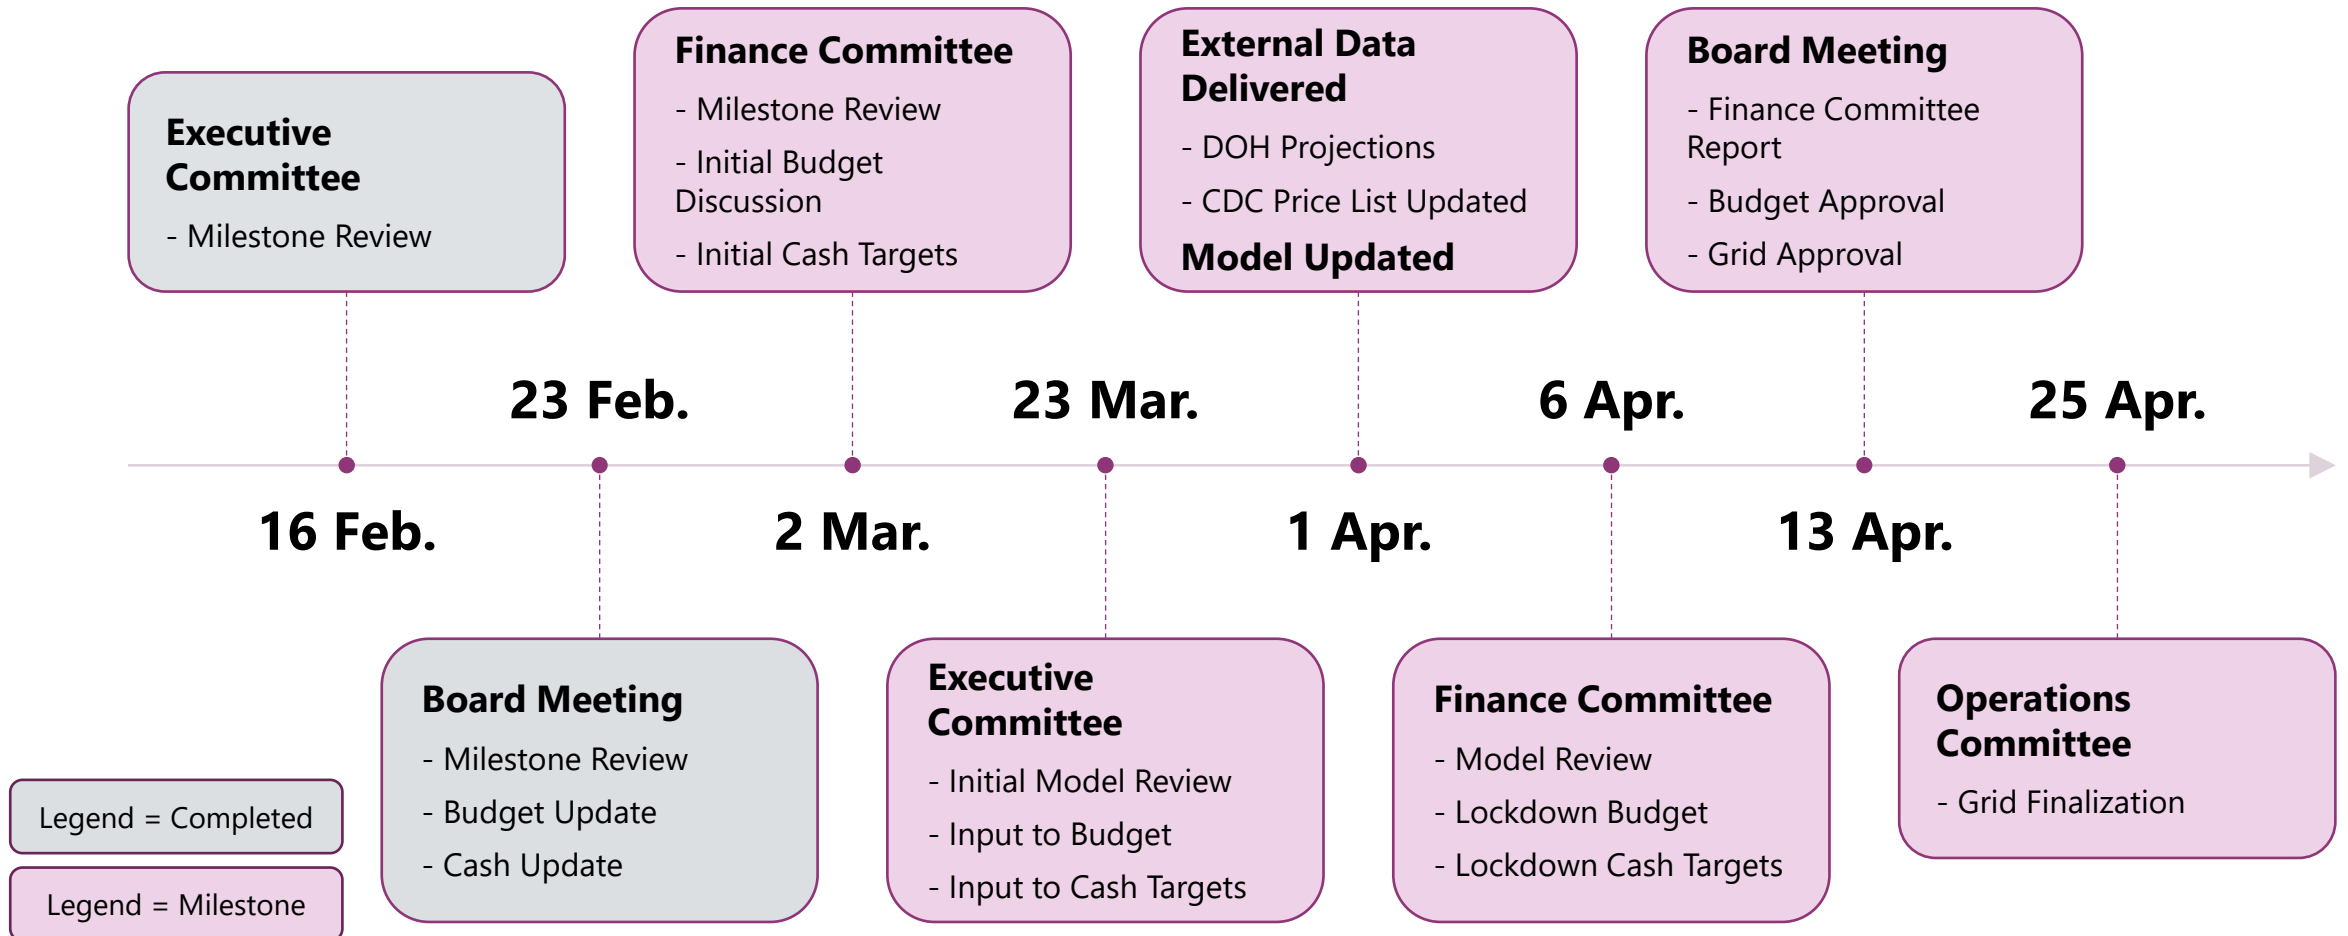 Executive
Committee
- Milestone Review
Finance Committee
- Milestone Review
- Initial Budget
Discussion
- Initial Cash Targets
External Data
Delivered
- DOH Projections
- CDC Price List Updated
Model Updated
Board Meeting
- Finance Committee
Report
- Budget Approval
- Grid Approval
23 Feb.
23 Mar.
6 Apr.
25 Apr.
16 Feb.
2 Mar.
1 Apr.
13 Apr.
Board Meeting
- Milestone Review
- Budget Update
- Cash Update
Executive
Committee
- Initial Model Review
- Input to Budget
- Input to Cash Targets
Finance Committee
- Model Review
- Lockdown Budget
- Lockdown Cash Targets
Operations
Committee
- Grid Finalization
Legend = Completed
Legend = Milestone